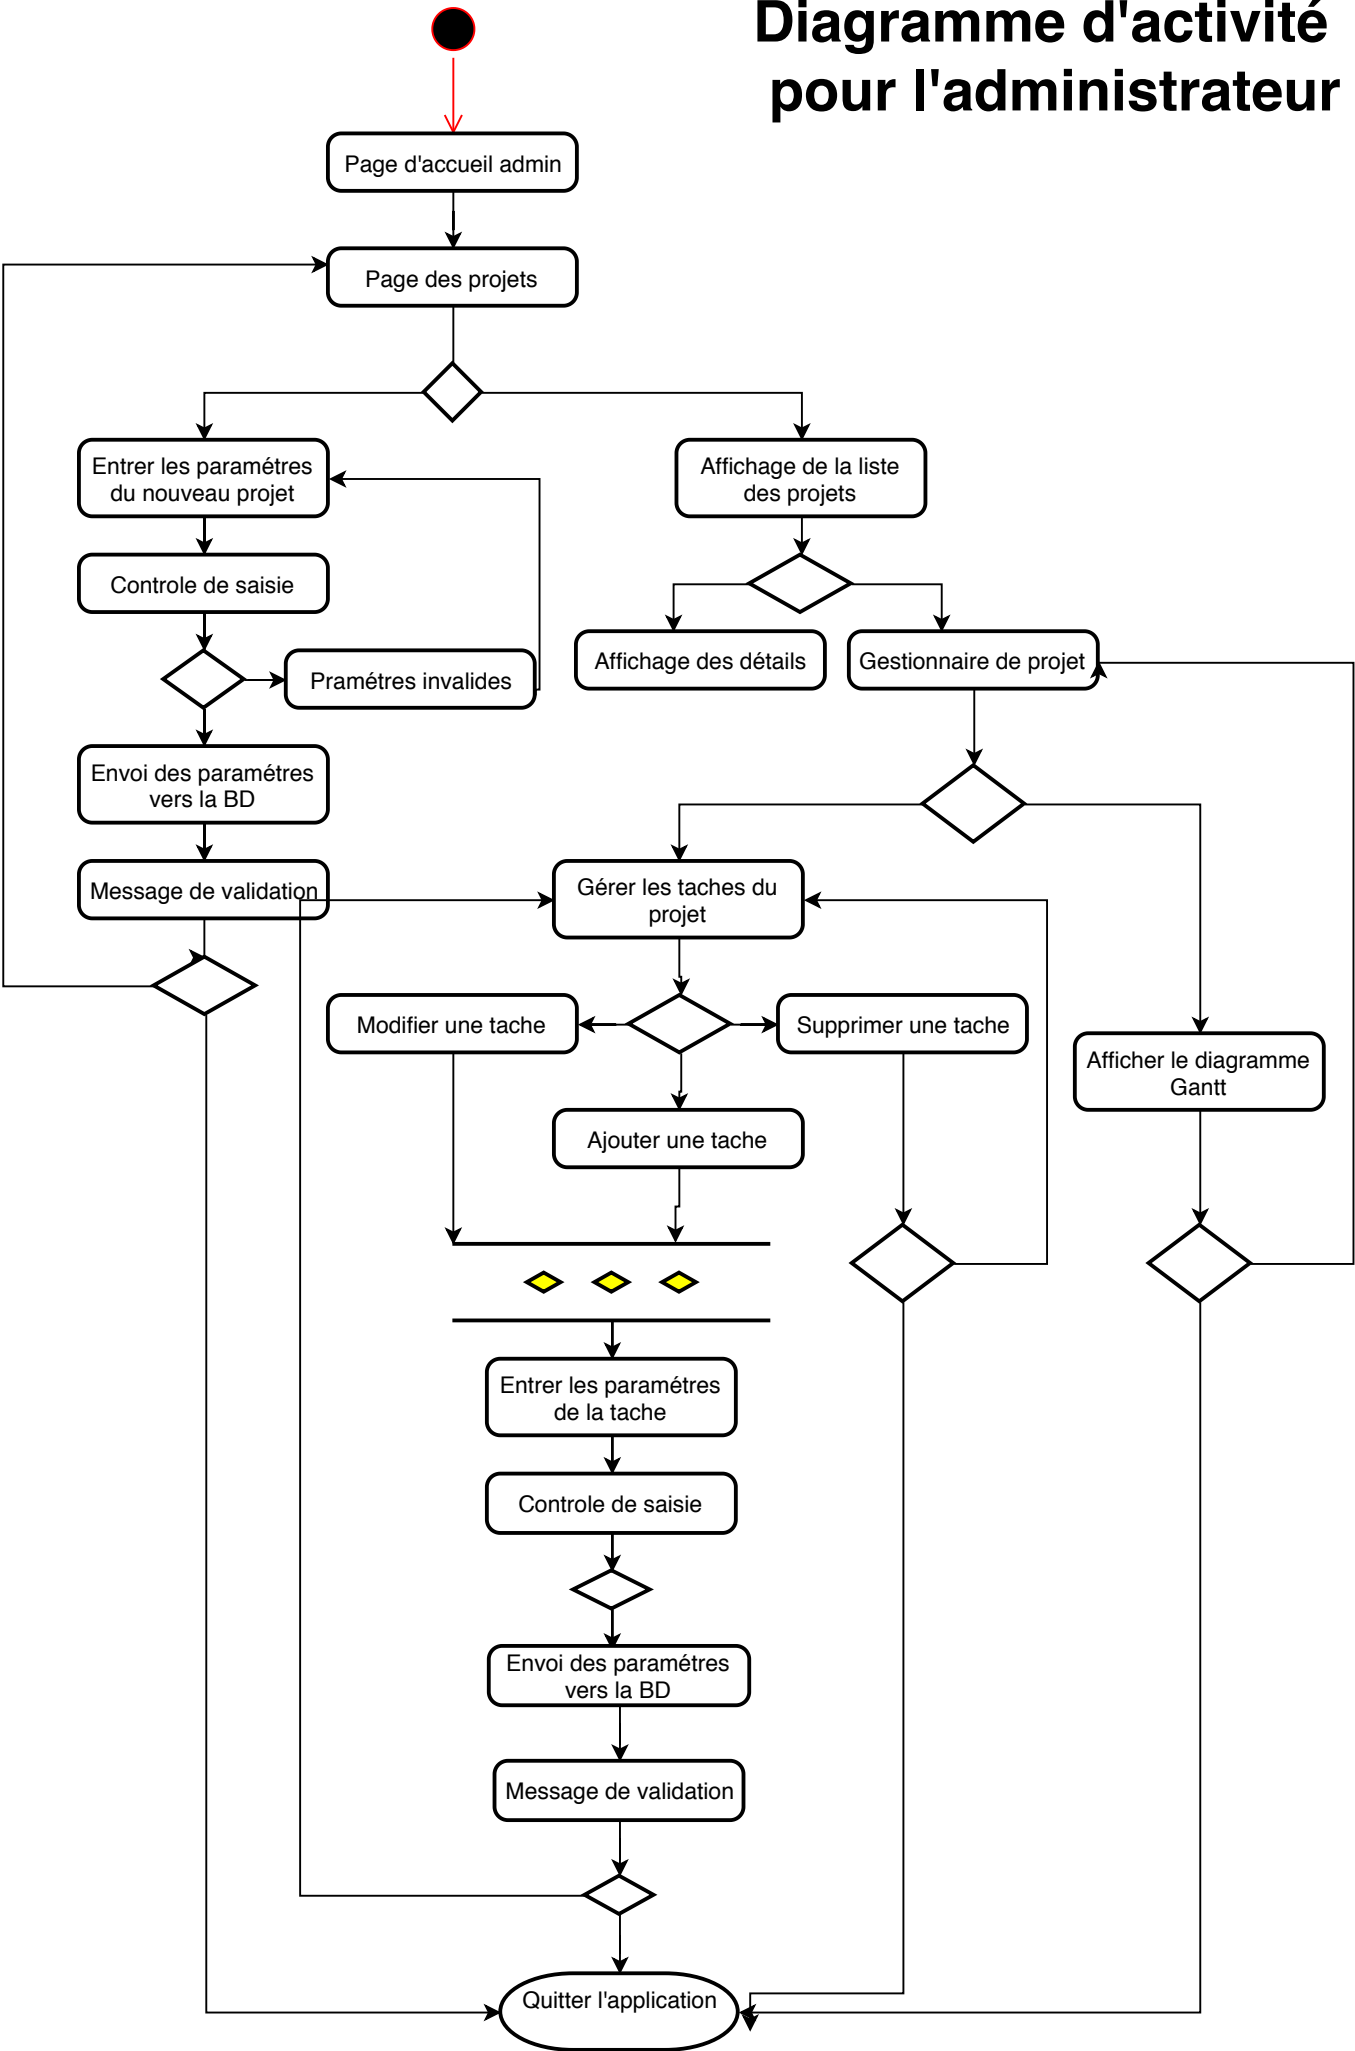 Diagramme d'activité
pour l'administrateur
Page d'accueil admin
Page des projets
Entrer les paramétres
du nouveau projet
Affichage de la liste
des projets
Controle de saisie
Affichage des détails
Gestionnaire de projet
Pramétres invalides
Envoi des paramétres
vers la BD
Message de validation
Gérer les taches du
projet
Modifier une tache
Supprimer une tache
Afficher le diagramme
Gantt
Ajouter une tache
Entrer les paramétres
de la tache
Controle de saisie
Envoi des paramétres
vers la BD
Message de validation
Quitter l'application